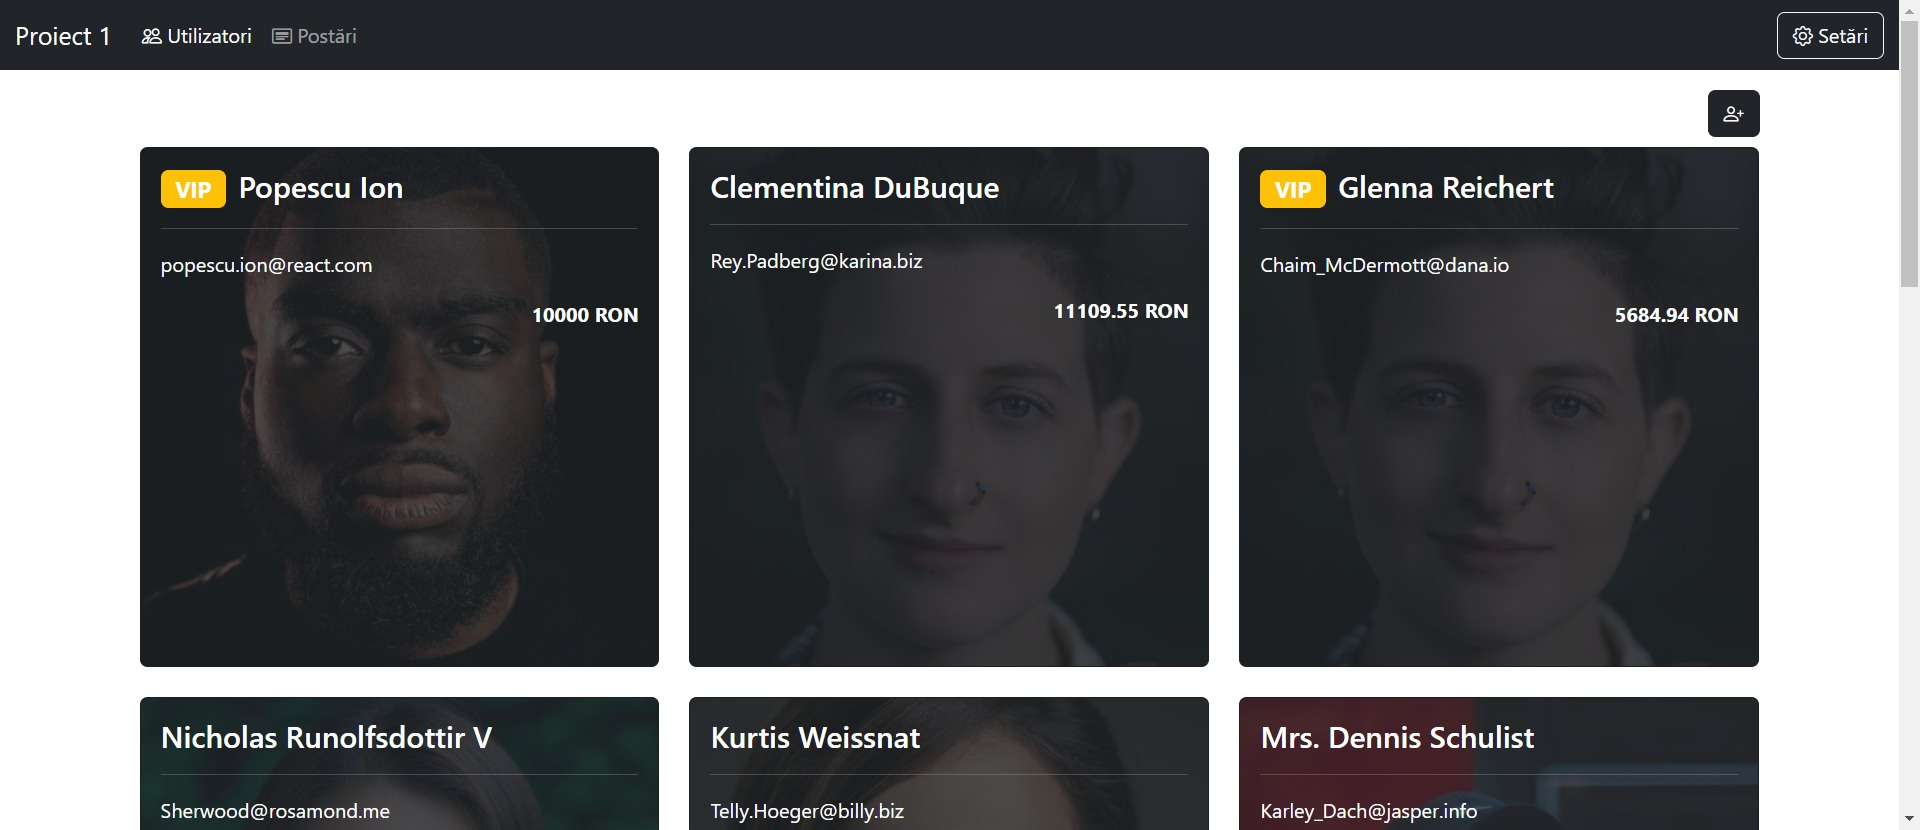 Proiect 1 Utilizatori Postări Setări
VIP Popescu Ion
popescu.ion@react.com
10000 RON
Clementina DuBuque
Rey.Padberg@karina.biz
11109.55 RON
VIP Glenna Reichert
Chaim_McDermott@dana.io
5684.94 RON
Nicholas Runolfsdottir V
Sherwood@rosamond.me
Kurtis Weissnat
Telly.Hoeger@billy.biz
Mrs. Dennis Schulist
Karley_Dach@jasper.info